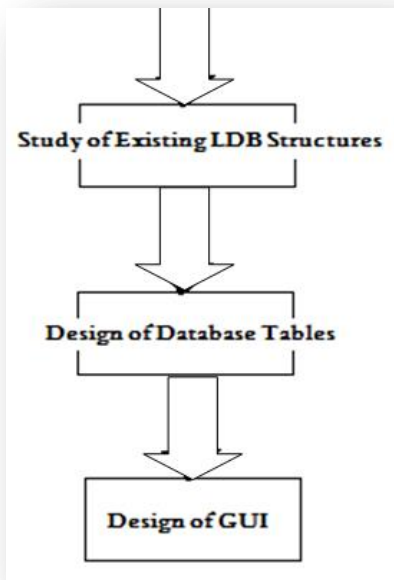 Study of Existing LDB Structures
Design of Database Tables
Design of GUI